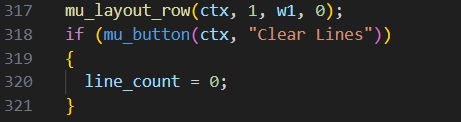 317 mu_layout_row(ctx, 1, w1, 0);
318 if (mu_button(ctx, "Clear Lines"))
319 {
320   line_count = 0;
321 }